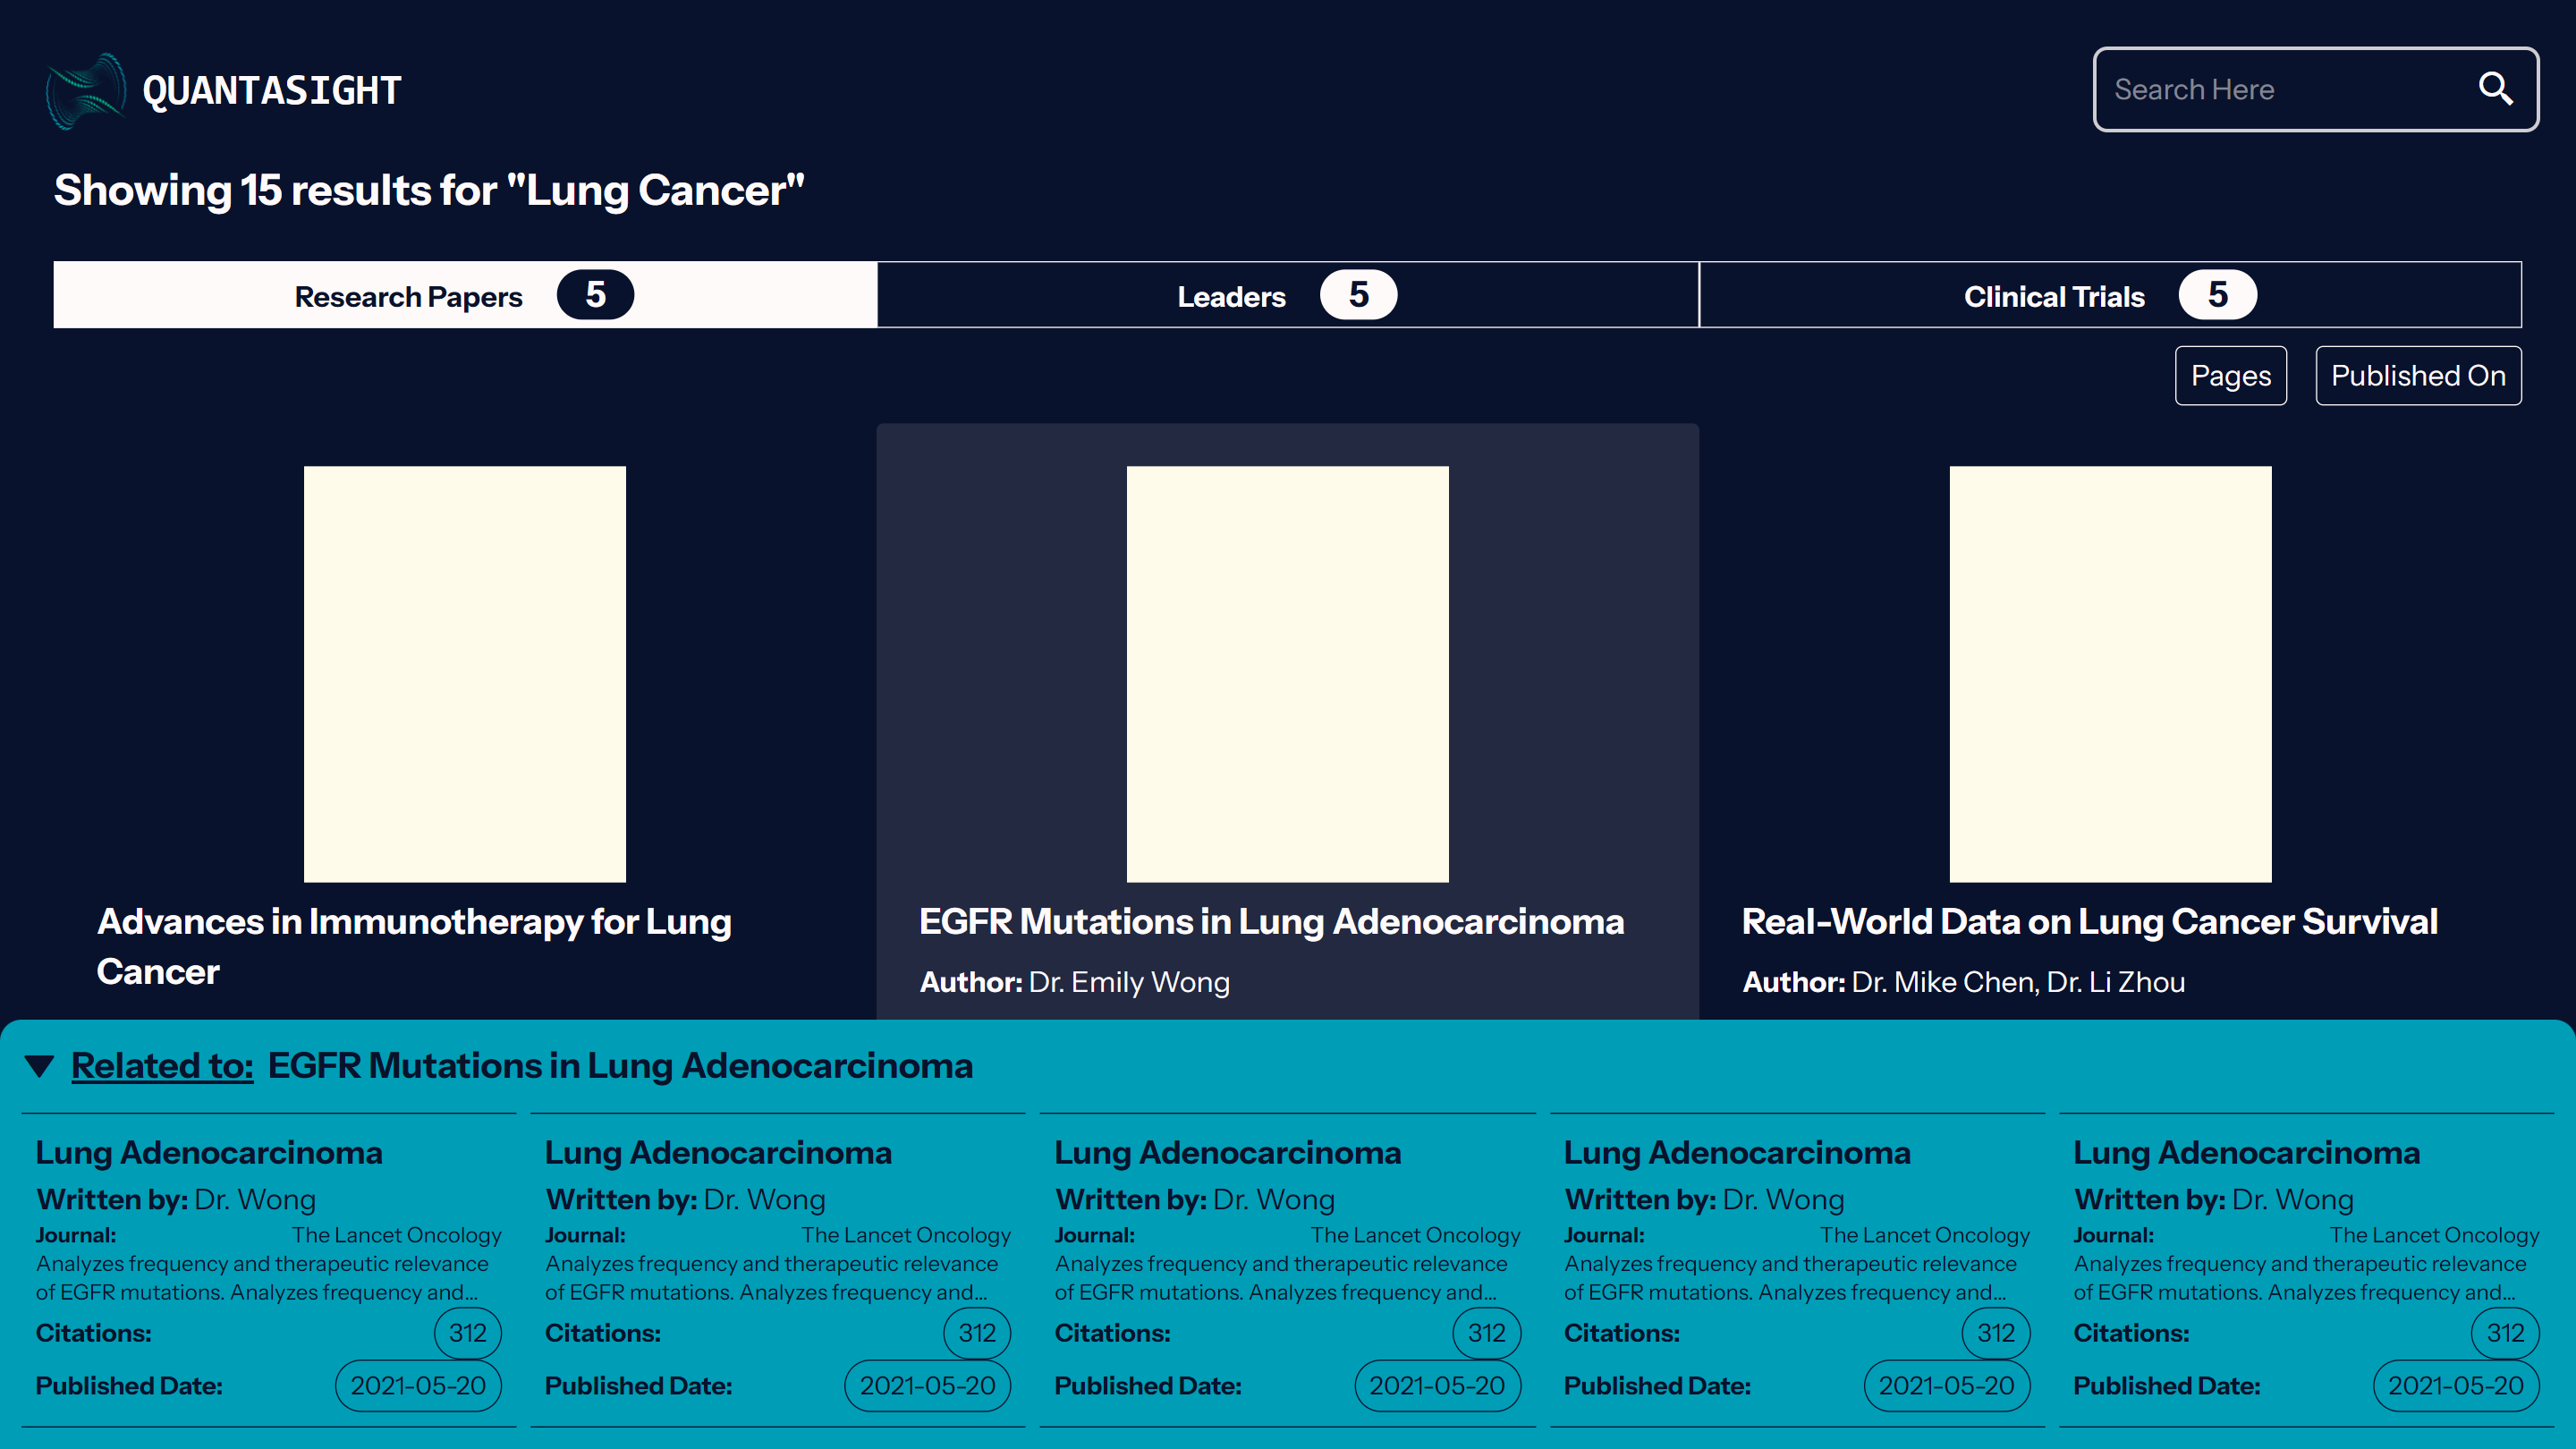 QUANTASIGHT
Search Here
Showing 15 results for "Lung Cancer"
Research Papers 5
Leaders 5
Clinical Trials 5
Pages
Published On
Advances in Immunotherapy for Lung
Cancer
EGFR Mutations in Lung Adenocarcinoma
Author: Dr. Emily Wong
Real-World Data on Lung Cancer Survival
Author: Dr. Mike Chen, Dr. Li Zhou
Related to: EGFR Mutations in Lung Adenocarcinoma
Lung Adenocarcinoma
Written by: Dr. Wong
Journal: The Lancet Oncology
Analyzes frequency and therapeutic relevance
of EGFR mutations. Analyzes frequency and...
Citations: 312
Published Date: 2021-05-20
Lung Adenocarcinoma
Written by: Dr. Wong
Journal: The Lancet Oncology
Analyzes frequency and therapeutic relevance
of EGFR mutations. Analyzes frequency and...
Citations: 312
Published Date: 2021-05-20
Lung Adenocarcinoma
Written by: Dr. Wong
Journal: The Lancet Oncology
Analyzes frequency and therapeutic relevance
of EGFR mutations. Analyzes frequency and...
Citations: 312
Published Date: 2021-05-20
Lung Adenocarcinoma
Written by: Dr. Wong
Journal: The Lancet Oncology
Analyzes frequency and therapeutic relevance
of EGFR mutations. Analyzes frequency and...
Citations: 312
Published Date: 2021-05-20
Lung Adenocarcinoma
Written by: Dr. Wong
Journal: The Lancet Oncology
Analyzes frequency and therapeutic relevance
of EGFR mutations. Analyzes frequency and...
Citations: 312
Published Date: 2021-05-20